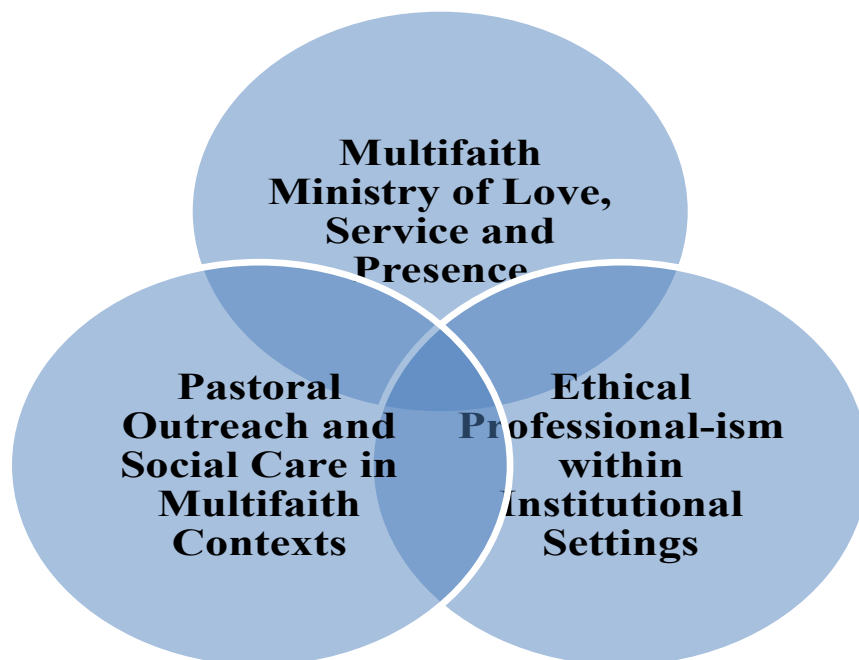 Multifaith
Ministry of Love,
Service and
Presence
Pastoral
Outreach and
Social Care in
Multifaith
Contexts
Ethical
Professional-ism
within
Institutional
Settings